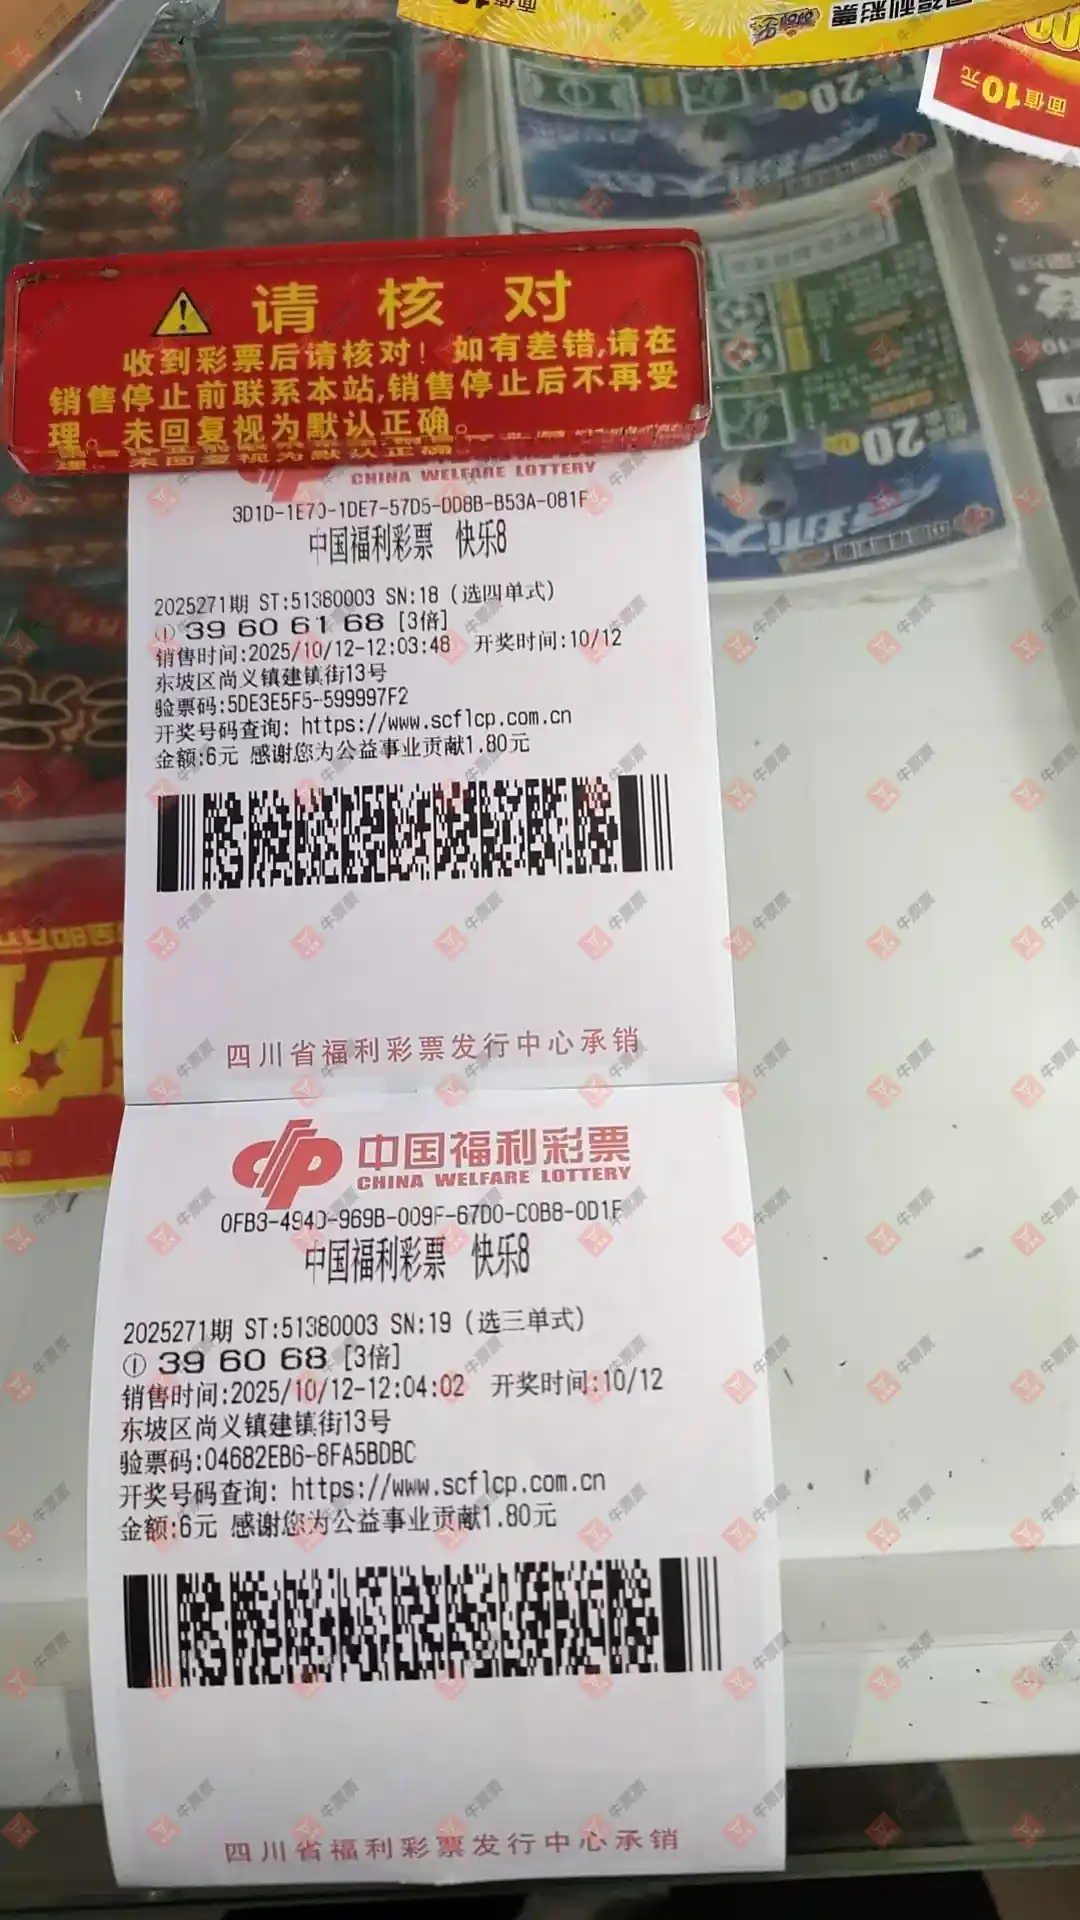 面值10元
20元
请核对
收到彩票后请核对！如有差错,请在
销售停止前联系本站,销售停止后不再受
理。未回复视为默认正确。
CHINA WELFARE LOTTERY
3D1D-1E70-1DE7-57D5-DD8B-B53A-081F
中国福利彩票 快乐8
2025271期 ST:51380003 SN:18 (选四单式)
① 39 60 61 68 [3倍]
销售时间:2025/10/12-12:03:48 开奖时间:10/12
东坡区尚义镇建镇街13号
验票码:5DE3E5F5-599997F2
开奖号码查询: https://www.scflcp.com.cn
金额:6元 感谢您为公益事业贡献1.80元
四川省福利彩票发行中心承销
中国福利彩票
CHINA WELFARE LOTTERY
0FB3-494D-969B-009F-67D0-C0B8-0D1F
中国福利彩票 快乐8
2025271期 ST:51380003 SN:19 (选三单式)
① 39 60 68 [3倍]
销售时间:2025/10/12-12:04:02 开奖时间:10/12
东坡区尚义镇建镇街13号
验票码:04682EB6-8FA5BDBC
开奖号码查询: https://www.scflcp.com.cn
金额:6元 感谢您为公益事业贡献1.80元
四川省福利彩票发行中心承销
牛票票